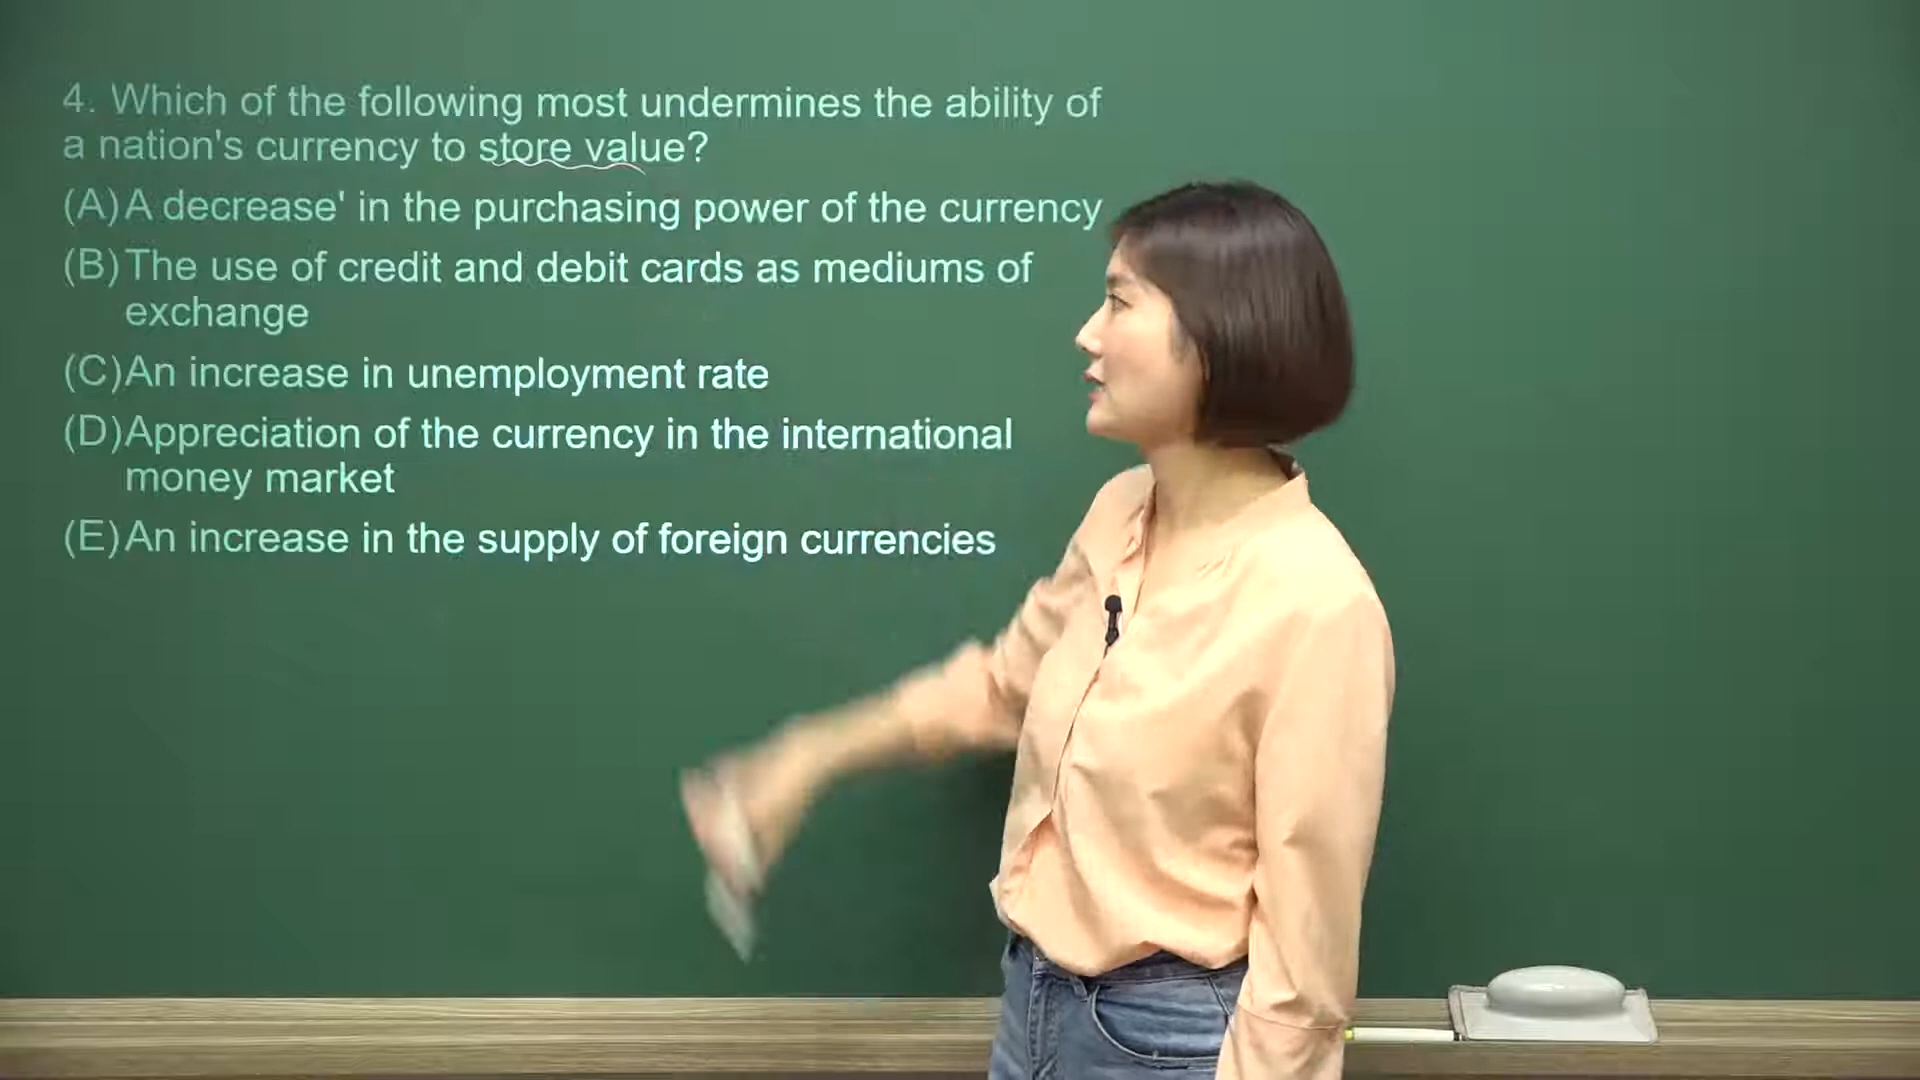 4. Which of the following most undermines the ability of
a nation's currency to store value?
(A) A decrease' in the purchasing power of the currency
(B) The use of credit and debit cards as mediums of
exchange
(C) An increase in unemployment rate
(D) Appreciation of the currency in the international
money market
(E) An increase in the supply of foreign currencies